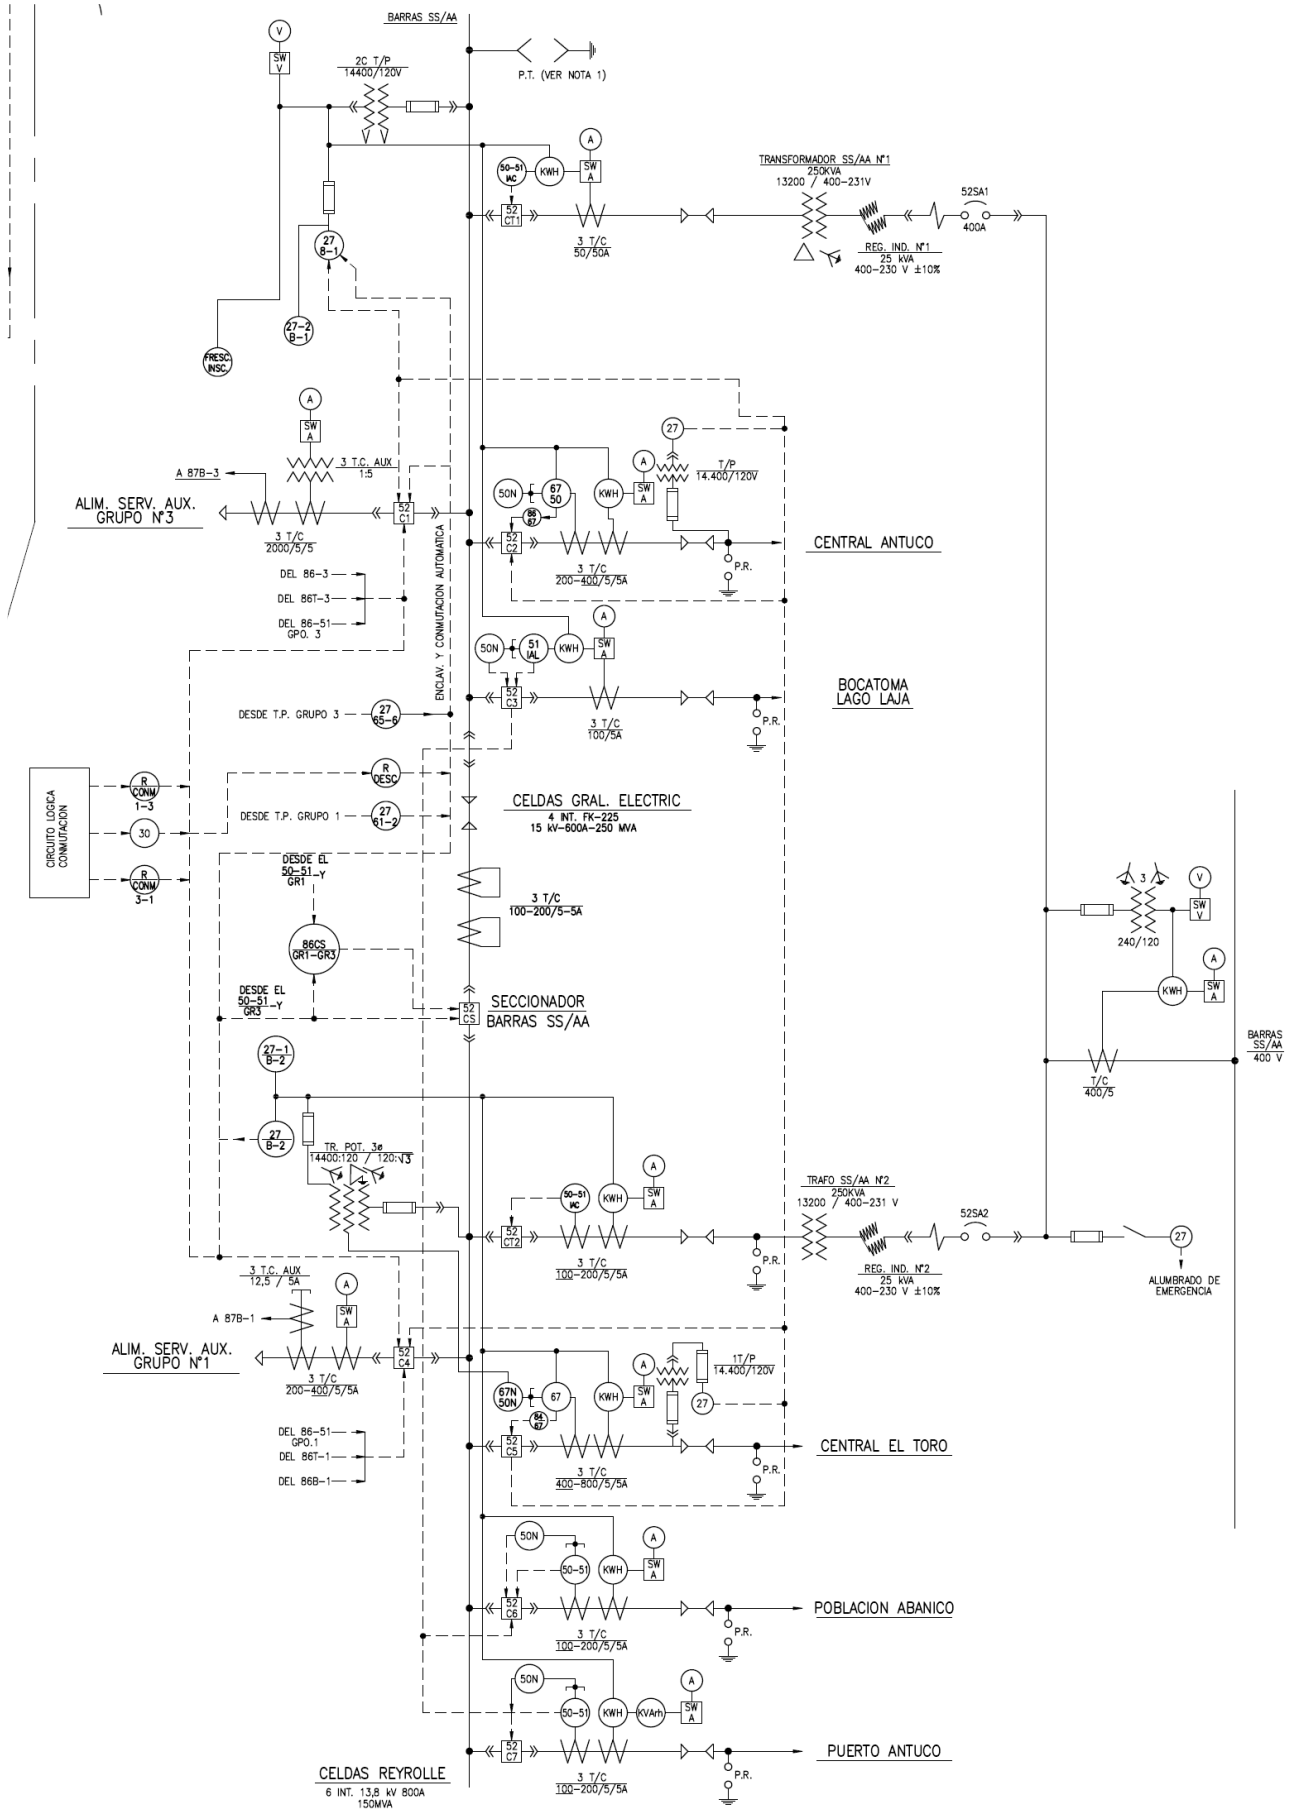 BARRAS SS/AA
V
SW
V
2C T/P
14400/120V
P.T. (VER NOTA 1)
A
50-51
IAC
KWH
SW
A
52
CT1
3 T/C
50/50A
TRANSFORMADOR SS/AA N°1
250KVA
13200 / 400-231V
REG. IND. N°1
25 kVA
400-230 V ±10%
52SA1
400A
27
8-1
27-2
B-1
FRESC.
INSC.
A
SW
A
3 T.C. AUX
1:5
A 87B-3
ALIM. SERV. AUX.
GRUPO N°3
3 T/C
2000/5/5
52
C1
DEL 86-3
DEL 86T-3
DEL 86-51
GPO. 3
ENCLAV. Y CONMUTACION AUTOMATICA
27
T/P
14.400/120V
A
SW
A
50N
67
50
KWH
86
67
52
C2
3 T/C
200-400/5/5A
P.R.
CENTRAL ANTUCO
A
50N
51
IAL
KWH
SW
A
52
C3
3 T/C
100/5A
P.R.
BOCATOMA
LAGO LAJA
DESDE T.P. GRUPO 3
27
65-6
R
DESC
DESDE T.P. GRUPO 1
27
61-2
CIRCUITO LOGICA
CONMUTACION
R
CONM
1-3
30
R
CONM
3-1
CELDAS GRAL. ELECTRIC
4 INT. FK-225
15 kV-600A-250 MVA
3 T/C
100-200/5-5A
DESDE EL
50-51-Y
GR1
86CS
GR1-GR3
DESDE EL
50-51-Y
GR3
52
CS
SECCIONADOR
BARRAS SS/AA
3
240/120
V
SW
V
A
KWH
SW
A
T/C
400/5
BARRAS
SS/AA
400 V
27-1
B-2
27
B-2
TR. POT. 3ø
14400:120 / 120:√3
A
50-51
IAC
KWH
SW
A
52
CT2
3 T/C
100-200/5/5A
P.R.
TRAFO SS/AA N°2
250KVA
13200 / 400-231 V
REG. IND. N°2
25 kVA
400-230 V ±10%
52SA2
27
ALUMBRADO DE
EMERGENCIA
3 T.C. AUX
12,5 / 5A
A
SW
A
A 87B-1
ALIM. SERV. AUX.
GRUPO N°1
3 T/C
200-400/5/5A
52
C4
DEL 86-51
GPO.1
DEL 86T-1
DEL 86B-1
67N
50N
67
KWH
A
SW
A
1T/P
14.400/120V
27
52
C5
3 T/C
400-800/5/5A
P.R.
CENTRAL EL TORO
50N
50-51
KWH
A
SW
A
52
C6
3 T/C
100-200/5/5A
P.R.
POBLACION ABANICO
50N
50-51
KWH
KVArh
A
SW
A
52
C7
3 T/C
100-200/5/5A
P.R.
PUERTO ANTUCO
CELDAS REYROLLE
6 INT. 13,8 kV 800A
150MVA